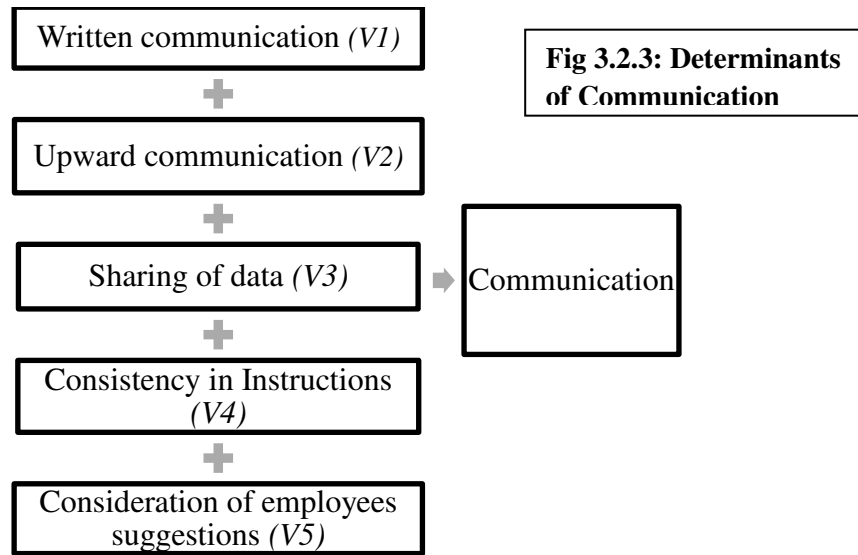 Written communication (V1)
Fig 3.2.3: Determinants
of Communication
Upward communication (V2)
Sharing of data (V3)
Communication
Consistency in Instructions
(V4)
Consideration of employees
suggestions (V5)